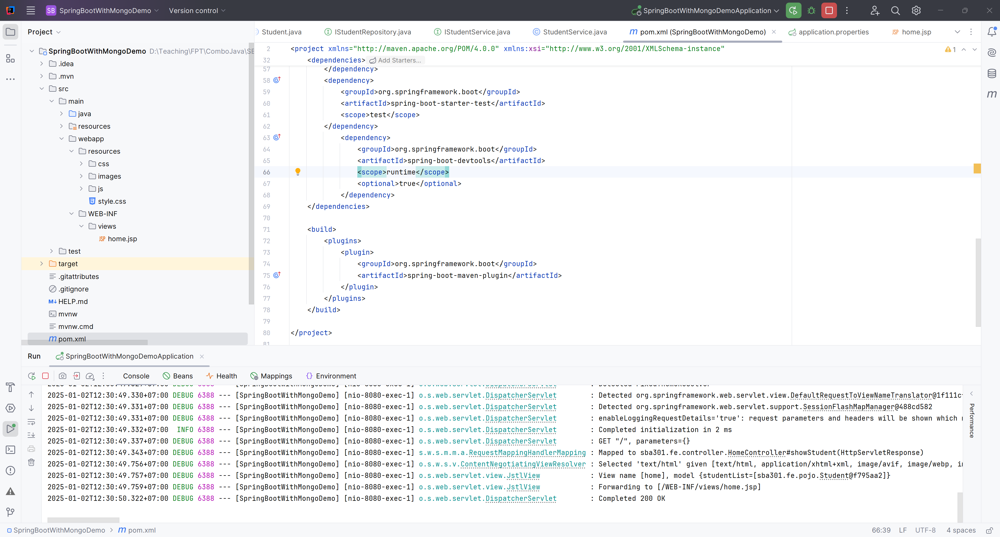 SB SpringBootWithMongoDemo Version control SpringBootWithMongoDemoApplication
Project
SpringBootWithMongoDemo D:\Teaching\FPT\ComboJava\
.idea
.mvn
src
main
java
resources
webapp
resources
css
images
js
style.css
WEB-INF
views
JSP home.jsp
test
target
.gitattributes
.gitignore
M↓ HELP.md
mvnw
mvnw.cmd
m pom.xml
Student.java IStudentRepository.java IStudentService.java StudentService.java m pom.xml (SpringBootWithMongoDemo) application.properties JSP home.jsp
2 <project xmlns="http://maven.apache.org/POM/4.0.0" xmlns:xsi="http://www.w3.org/2001/XMLSchema-instance" 1
32 <dependencies> Add Starters...
57 </dependency>
58 <dependency>
59 <groupId>org.springframework.boot</groupId>
60 <artifactId>spring-boot-starter-test</artifactId>
61 <scope>test</scope>
62 </dependency>
63 <dependency>
64 <groupId>org.springframework.boot</groupId>
65 <artifactId>spring-boot-devtools</artifactId>
66 <scope>runtime</scope>
67 <optional>true</optional>
68 </dependency>
69 </dependencies>
70
71 <build>
72 <plugins>
73 <plugin>
74 <groupId>org.springframework.boot</groupId>
75 <artifactId>spring-boot-maven-plugin</artifactId>
76 </plugin>
77 </plugins>
78 </build>
79
80 </project>
81
Run SpringBootWithMongoDemoApplication
Console Beans Health Mappings Environment
2025-01-02T12:30:49.330+07:00 DEBUG 6388 --- [SpringBootWithMongoDemo] [nio-8080-exec-1] o.s.web.servlet.DispatcherServlet : Detected org.springframework.web.servlet.view.DefaultRequestToViewNameTranslator@1f111c
2025-01-02T12:30:49.331+07:00 DEBUG 6388 --- [SpringBootWithMongoDemo] [nio-8080-exec-1] o.s.web.servlet.DispatcherServlet : Detected org.springframework.web.servlet.support.SessionFlashMapManager@488cd582
2025-01-02T12:30:49.331+07:00 DEBUG 6388 --- [SpringBootWithMongoDemo] [nio-8080-exec-1] o.s.web.servlet.DispatcherServlet : enableLoggingRequestDetails='true': request parameters and headers will be shown which
2025-01-02T12:30:49.332+07:00 INFO 6388 --- [SpringBootWithMongoDemo] [nio-8080-exec-1] o.s.web.servlet.DispatcherServlet : Completed initialization in 2 ms
2025-01-02T12:30:49.337+07:00 DEBUG 6388 --- [SpringBootWithMongoDemo] [nio-8080-exec-1] o.s.web.servlet.DispatcherServlet : GET "/", parameters={}
2025-01-02T12:30:49.343+07:00 DEBUG 6388 --- [SpringBootWithMongoDemo] [nio-8080-exec-1] s.w.s.m.m.a.RequestMappingHandlerMapping : Mapped to sba301.fe.controller.HomeController#showStudent(HttpServletResponse)
2025-01-02T12:30:49.756+07:00 DEBUG 6388 --- [SpringBootWithMongoDemo] [nio-8080-exec-1] o.s.w.s.v.ContentNegotiatingViewResolver : Selected 'text/html' given [text/html, application/xhtml+xml, image/avif, image/webp,
2025-01-02T12:30:49.757+07:00 DEBUG 6388 --- [SpringBootWithMongoDemo] [nio-8080-exec-1] o.s.web.servlet.view.JstlView : View name [home], model {studentList=[sba301.fe.pojo.Student@f795aa2]}
2025-01-02T12:30:49.759+07:00 DEBUG 6388 --- [SpringBootWithMongoDemo] [nio-8080-exec-1] o.s.web.servlet.view.JstlView : Forwarding to [/WEB-INF/views/home.jsp]
2025-01-02T12:30:50.322+07:00 DEBUG 6388 --- [SpringBootWithMongoDemo] [nio-8080-exec-1] o.s.web.servlet.DispatcherServlet : Completed 200 OK
Performance
SpringBootWithMongoDemo > m pom.xml 66:39 LF UTF-8 4 spaces